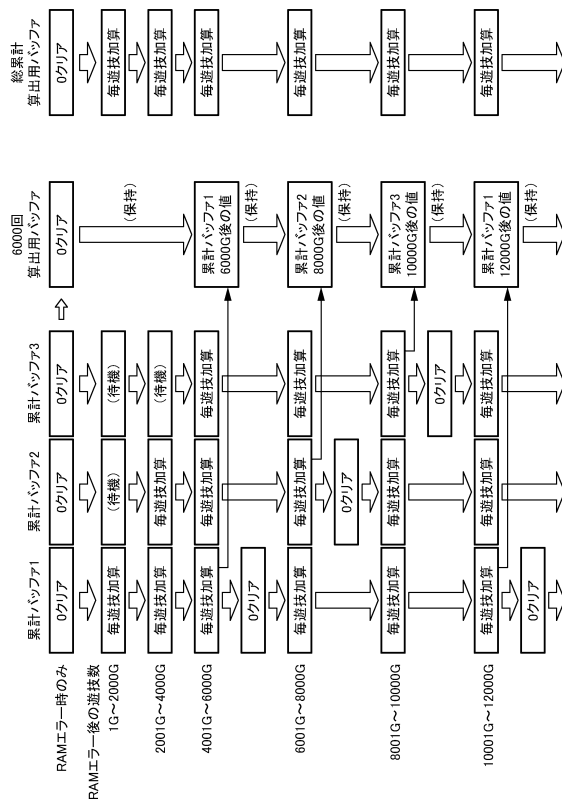 累計バッファ1
累計バッファ2
累計バッファ3
6000回
算出用バッファ
総累計
算出用バッファ
RAMエラー時のみ
0クリア
0クリア
0クリア
0クリア
0クリア
RAMエラー後の遊技数
1G～2000G
毎遊技加算
(待機)
(待機)
(保持)
毎遊技加算
2001G～4000G
毎遊技加算
毎遊技加算
(待機)
毎遊技加算
4001G～6000G
毎遊技加算
毎遊技加算
毎遊技加算
累計バッファ1
6000G後の値
毎遊技加算
0クリア
(保持)
6001G～8000G
毎遊技加算
毎遊技加算
毎遊技加算
累計バッファ2
8000G後の値
毎遊技加算
0クリア
(保持)
8001G～10000G
毎遊技加算
毎遊技加算
毎遊技加算
累計バッファ3
10000G後の値
毎遊技加算
0クリア
(保持)
10001G～12000G
毎遊技加算
毎遊技加算
毎遊技加算
累計バッファ1
12000G後の値
毎遊技加算
0クリア
(保持)